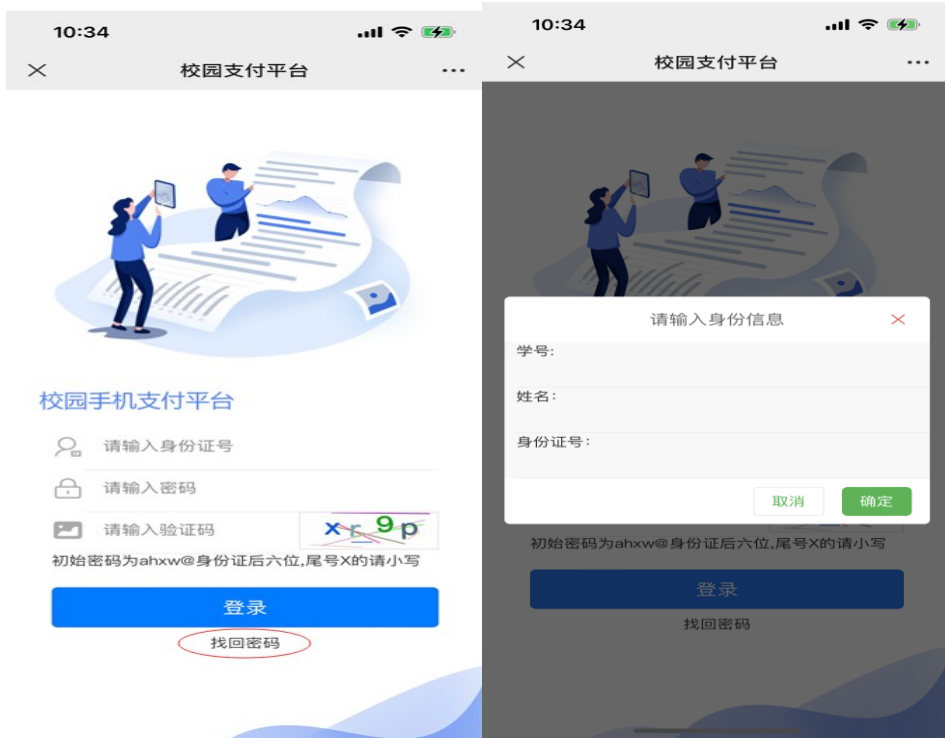 10:34
校园支付平台
校园手机支付平台
请输入身份证号
请输入密码
请输入验证码
xr9p
初始密码为ahxw@身份证后六位,尾号X的请小写
登录
找回密码
10:34
校园支付平台
请输入身份信息
学号:
姓名:
身份证号:
取消
确定
初始密码为ahxw@身份证后六位,尾号X的请小写
登录
找回密码